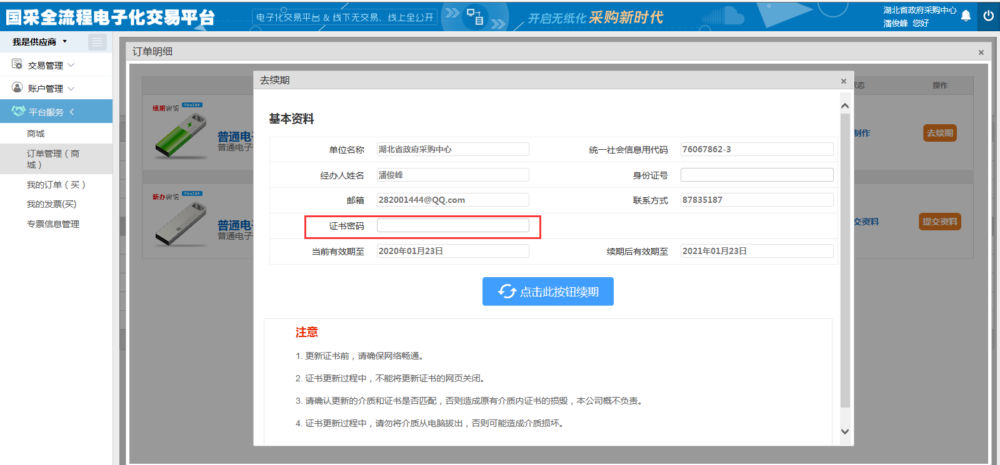 国采全流程电子化交易平台
电子化交易平台 & 线下无交易、线上全公开
开启无纸化 采购新时代
湖北省政府采购中心
潘俊峰 您好
我是供应商
交易管理
账户管理
平台服务
商城
订单管理（商
城）
我的订单（买）
我的发票(买)
专票信息管理
订单明细
×
状态
操作
续期密钥
普通电子
普通电子
制作
去续期
新办密钥
普通电子
普通电子
交资料
提交资料
去续期
×
基本资料
单位名称 湖北省政府采购中心 统一社会信息用代码 76067862-3
经办人姓名 潘俊峰 身份证号
邮箱 282001444@QQ.com 联系方式 87835187
证书密码
当前有效期至 2020年01月23日 续期后有效期至 2021年01月23日
点击此按钮续期
注意
1. 更新证书前，请确保网络畅通。
2. 证书更新过程中，不能将更新证书的网页关闭。
3. 请确认更新的介质和证书是否匹配，否则造成原有介质内证书的损毁，本公司概不负责。
4. 证书更新过程中，请勿将介质从电脑拔出，否则可能造成介质损坏。